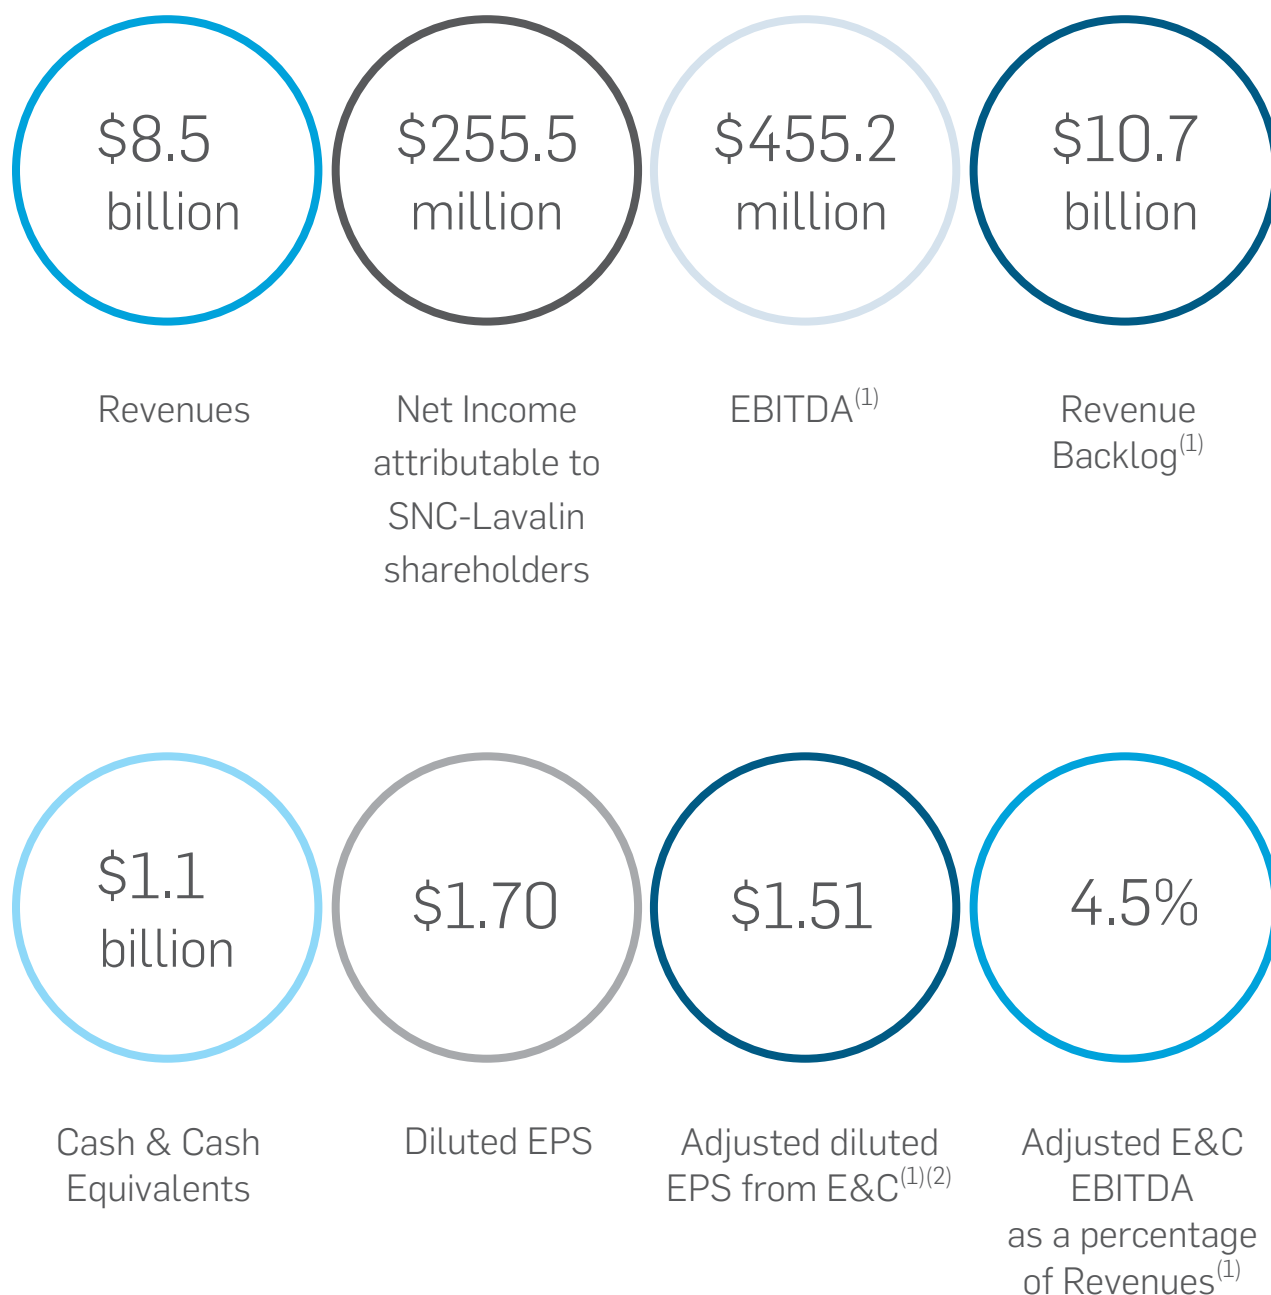 $8.5
billion
$255.5
million
$455.2
million
$10.7
billion
Revenues
Net Income
attributable to
SNC-Lavalin
shareholders
EBITDA(1)
Revenue
Backlog(1)
$1.1
billion
$1.70
$1.51
4.5%
Cash & Cash
Equivalents
Diluted EPS
Adjusted diluted
EPS from E&C(1)(2)
Adjusted E&C
EBITDA
as a percentage
of Revenues(1)